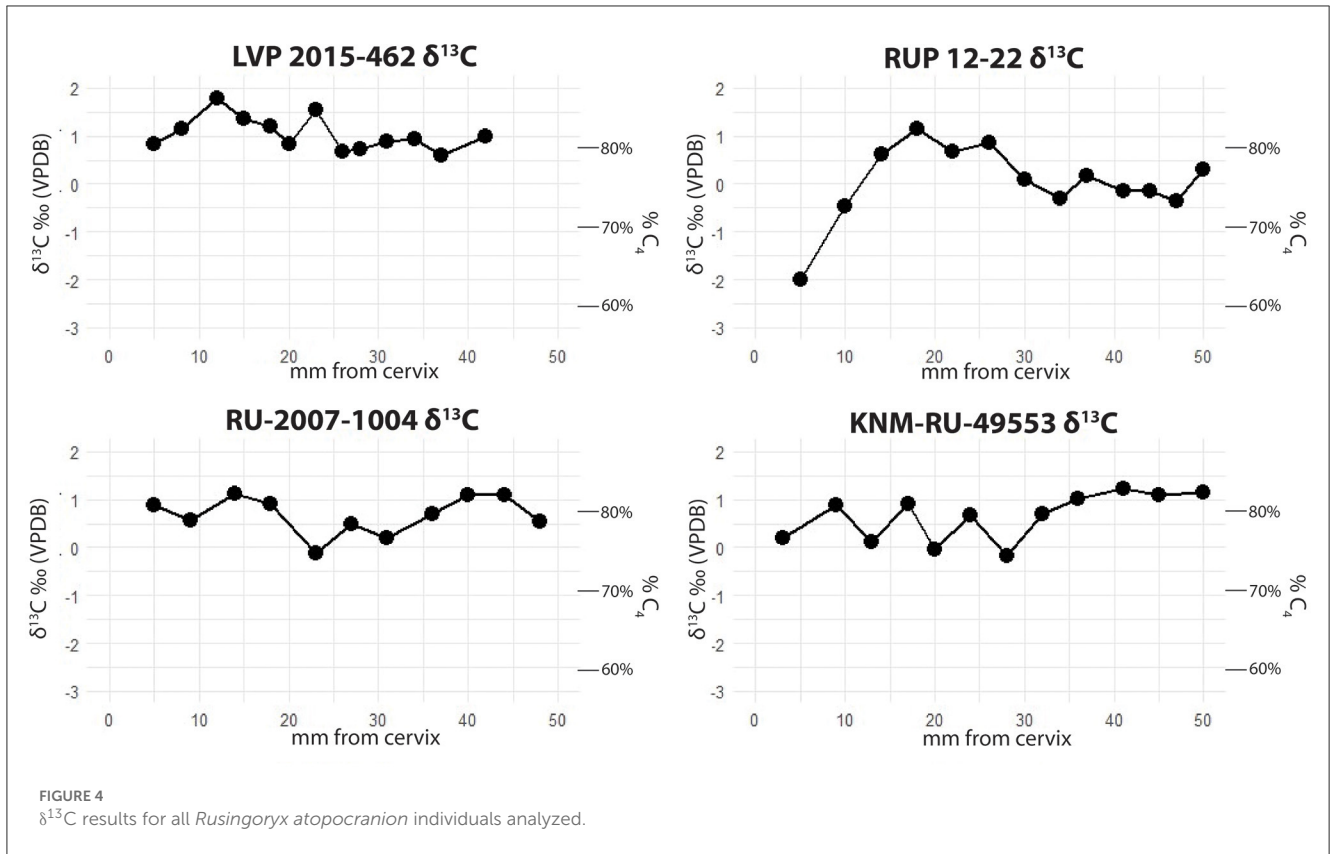 LVP 2015-462 δ¹³C
2
1
0
-1
-2
-3
δ¹³C ‰ (VPDB)
80%
70%
60%
% C₄
0 10 20 30 40 50
mm from cervix
RUP 12-22 δ¹³C
2
1
0
-1
-2
-3
δ¹³C ‰ (VPDB)
80%
70%
60%
% C₄
0 10 20 30 40 50
mm from cervix
RU-2007-1004 δ¹³C
2
1
0
-1
-2
-3
δ¹³C ‰ (VPDB)
80%
70%
60%
% C₄
0 10 20 30 40 50
mm from cervix
KNM-RU-49553 δ¹³C
2
1
0
-1
-2
-3
δ¹³C ‰ (VPDB)
80%
70%
60%
% C₄
0 10 20 30 40 50
mm from cervix
FIGURE 4
δ¹³C results for all Rusingoryx atopocranion individuals analyzed.